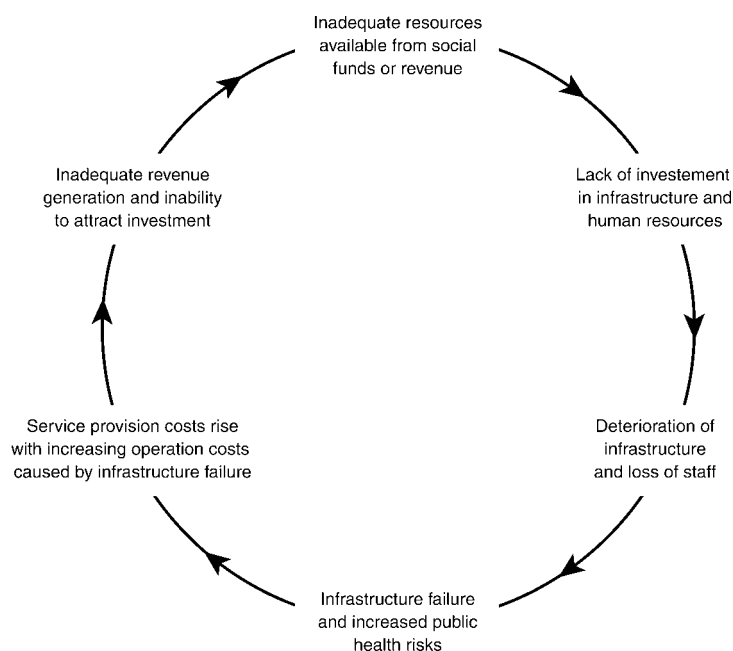 Inadequate resources
available from social
funds or revenue
Lack of investement
in infrastructure and
human resources
Deterioration of
infrastructure
and loss of staff
Infrastructure failure
and increased public
health risks
Service provision costs rise
with increasing operation costs
caused by infrastructure failure
Inadequate revenue
generation and inability
to attract investment